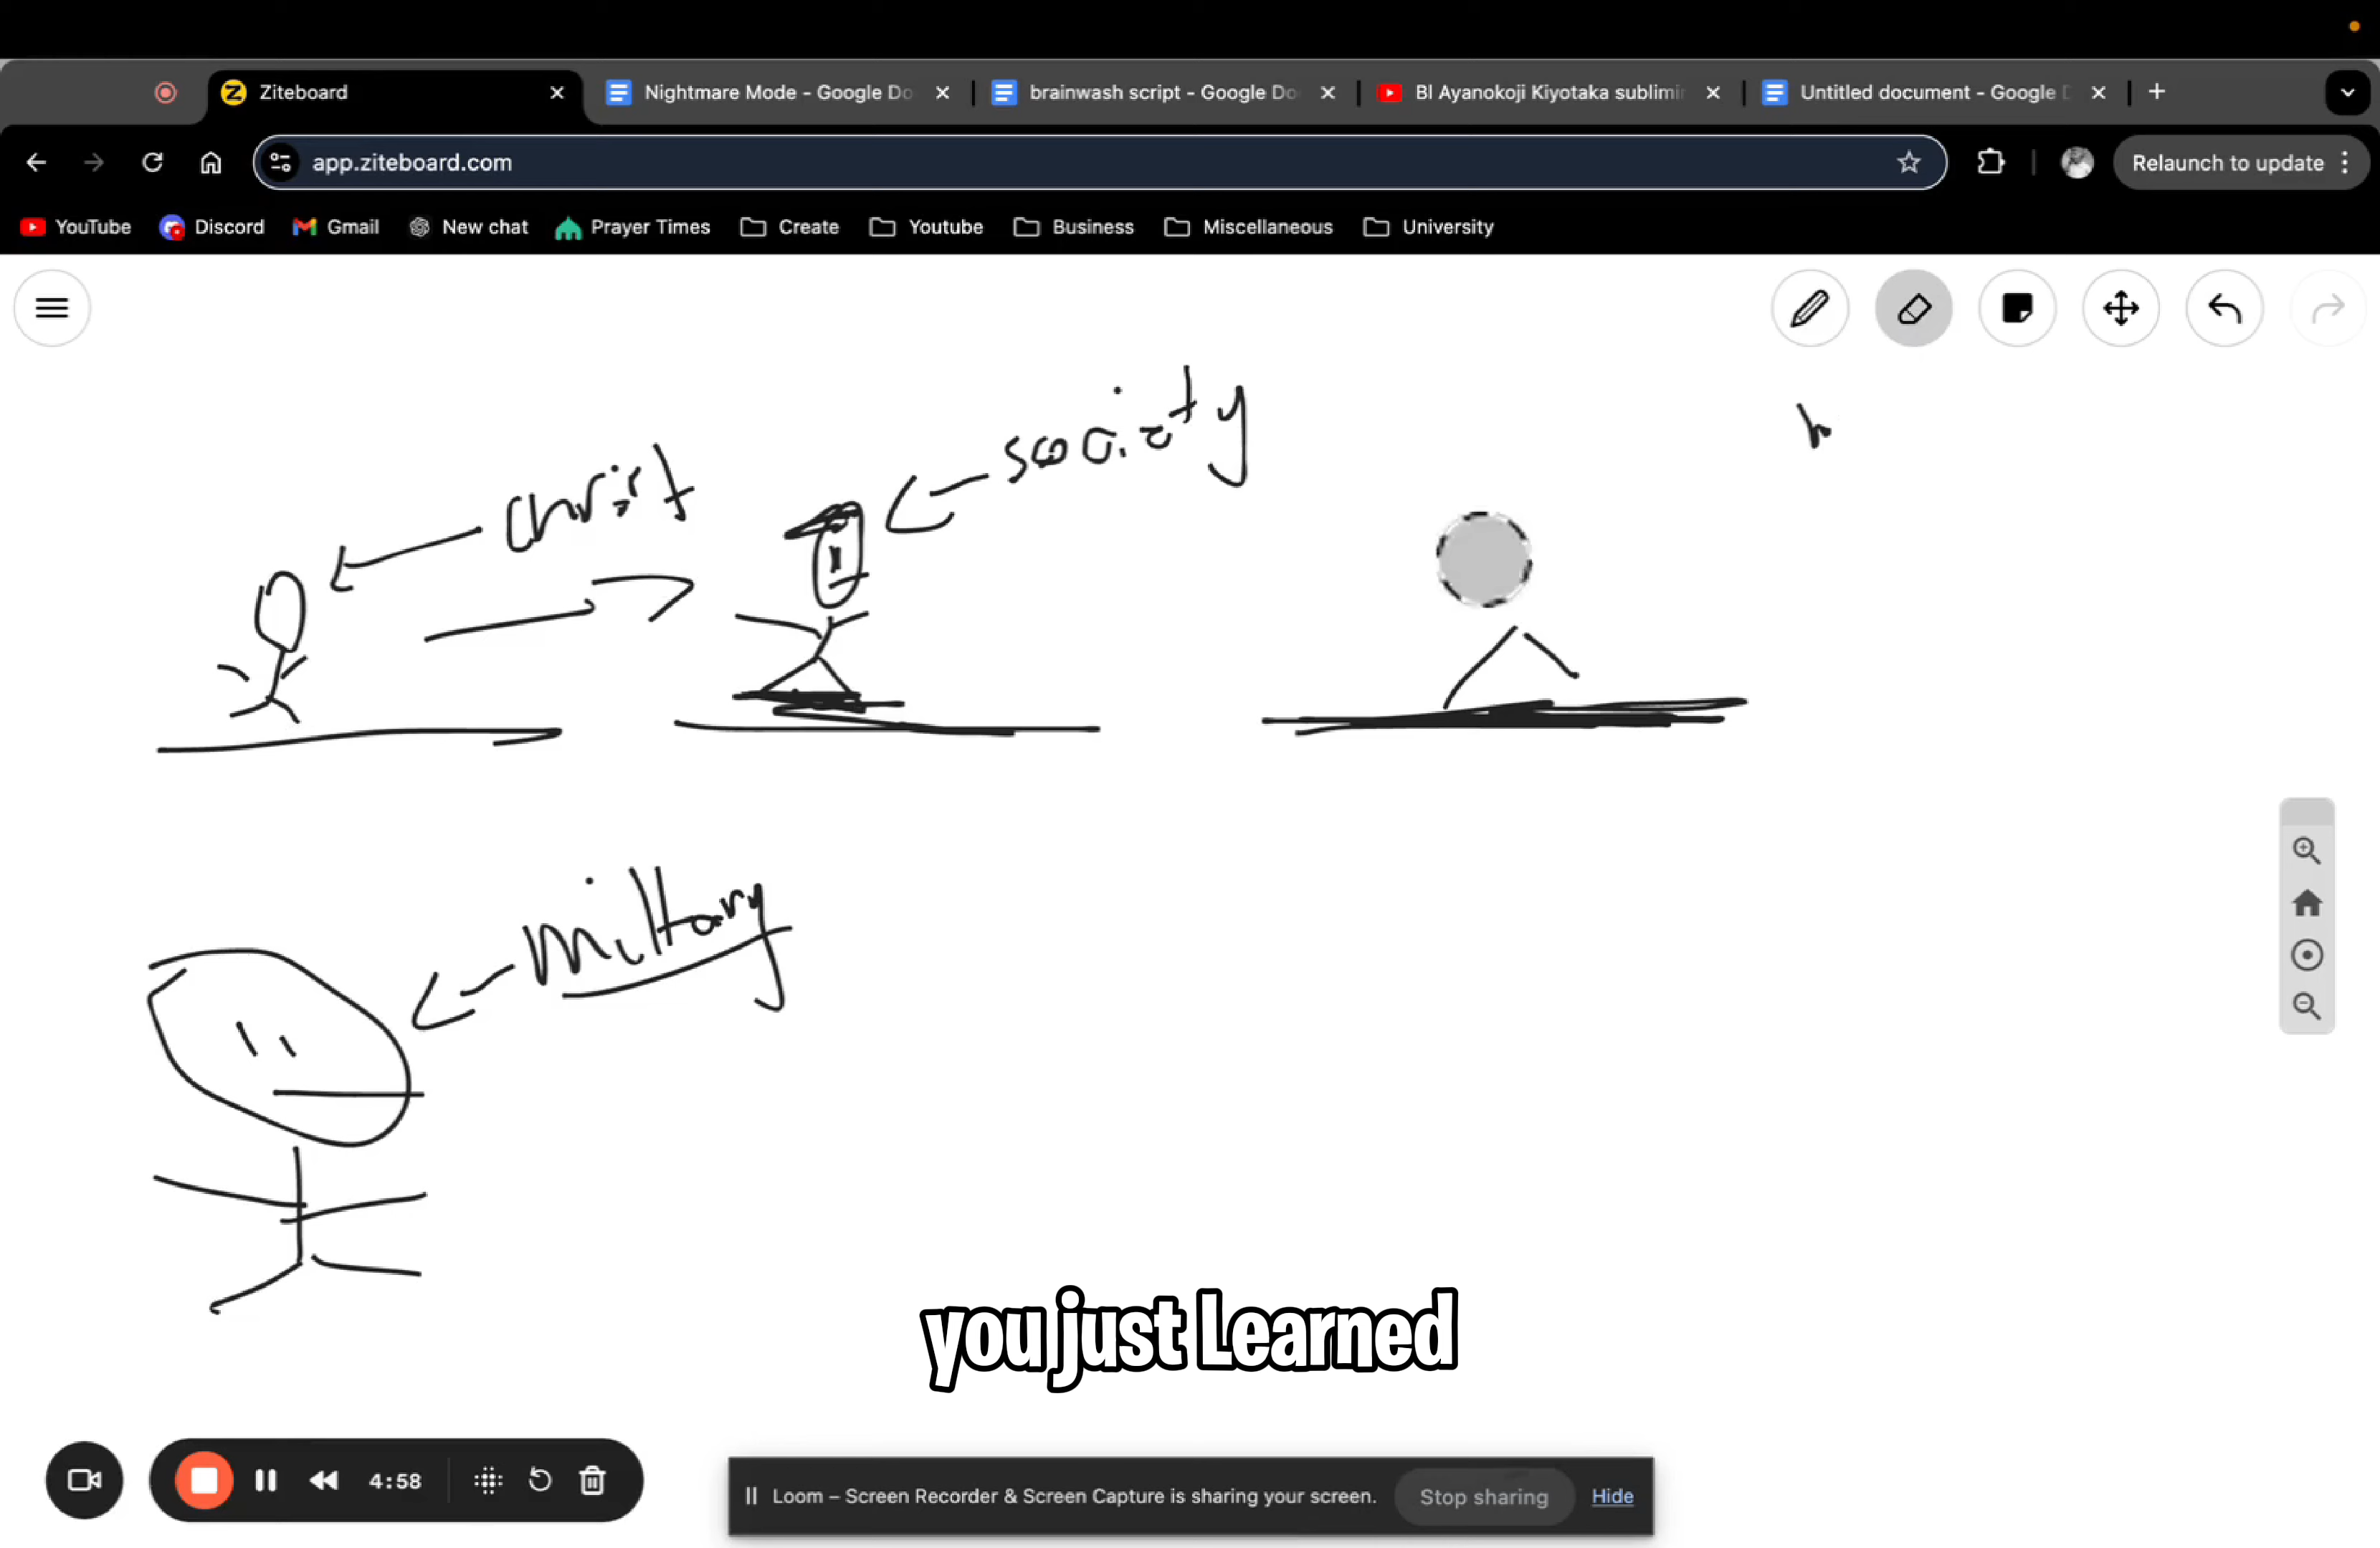 Ziteboard
Nightmare Mode - Google Do
brainwash script - Google Do
BI Ayanokoji Kiyotaka sublimin
Untitled document - Google D
app.ziteboard.com
Relaunch to update
YouTube
Discord
Gmail
New chat
Prayer Times
Create
Youtube
Business
Miscellaneous
University
society
christ
miltary
you just Learned
4:58
Loom – Screen Recorder & Screen Capture is sharing your screen.
Stop sharing
Hide